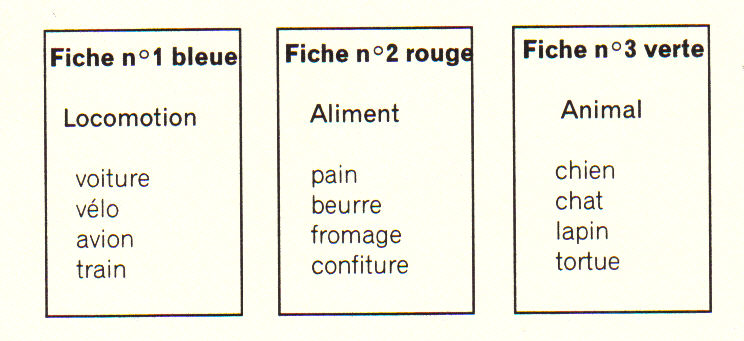 Fiche n°1 bleue
Locomotion
voiture
vélo
avion
train
Fiche n°2 rouge
Aliment
pain
beurre
fromage
confiture
Fiche n°3 verte
Animal
chien
chat
lapin
tortue